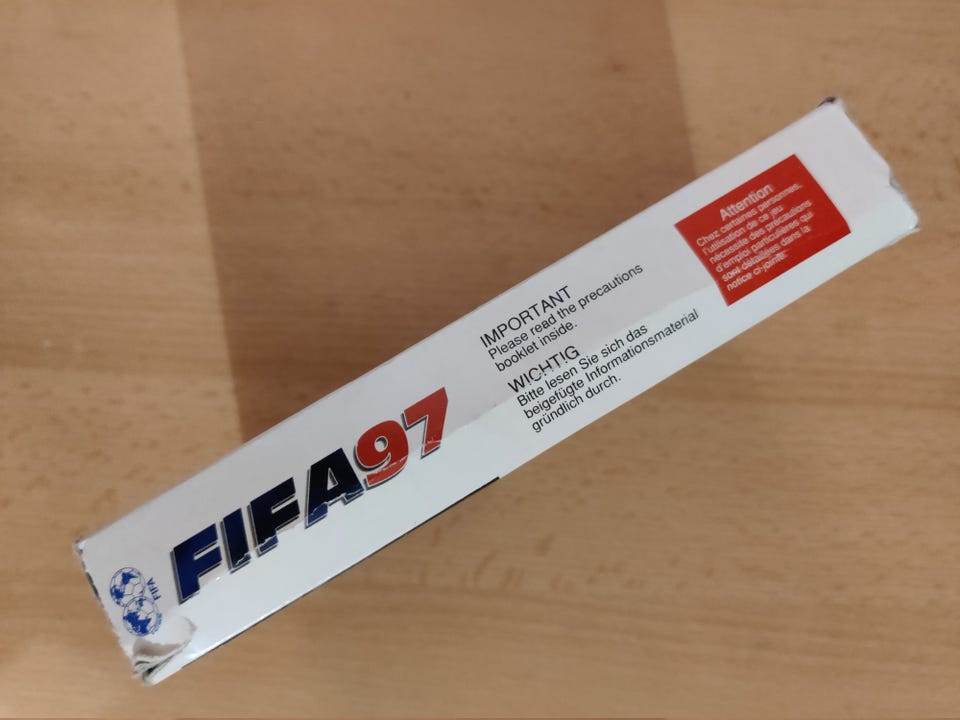 FIFA
FIFA97
IMPORTANT
Please read the precautions
booklet inside.
WICHTIG
Bitte lesen Sie sich das
beigefügte Informationsmaterial
gründlich durch.
Attention
Chez certaines personnes,
l'utilisation de ce jeu
nécessite des précautions
d'emploi particulières qui
sont détaillées dans la
notice ci-jointe.